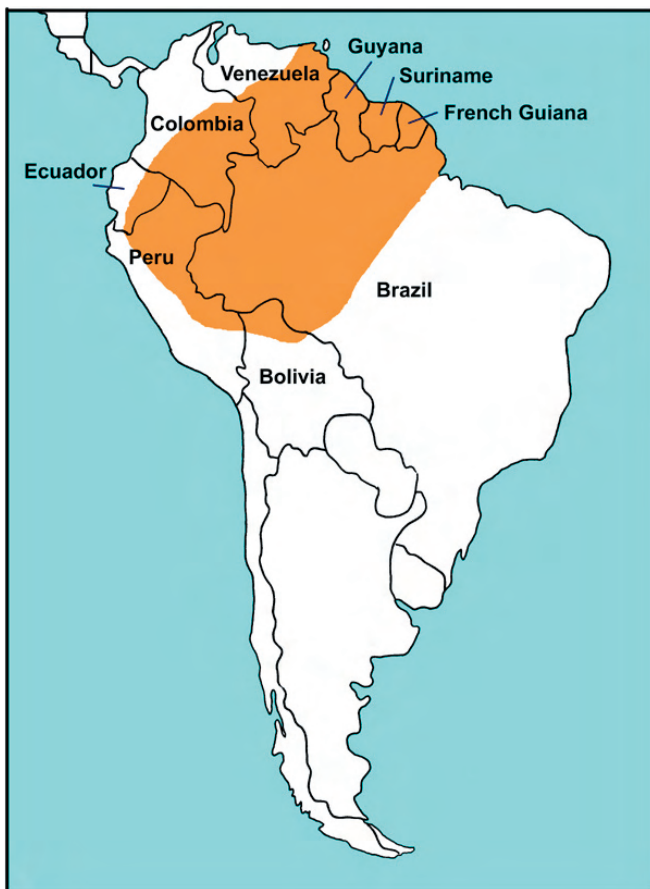 Guyana
Venezuela
Suriname
French Guiana
Colombia
Ecuador
Peru
Brazil
Bolivia